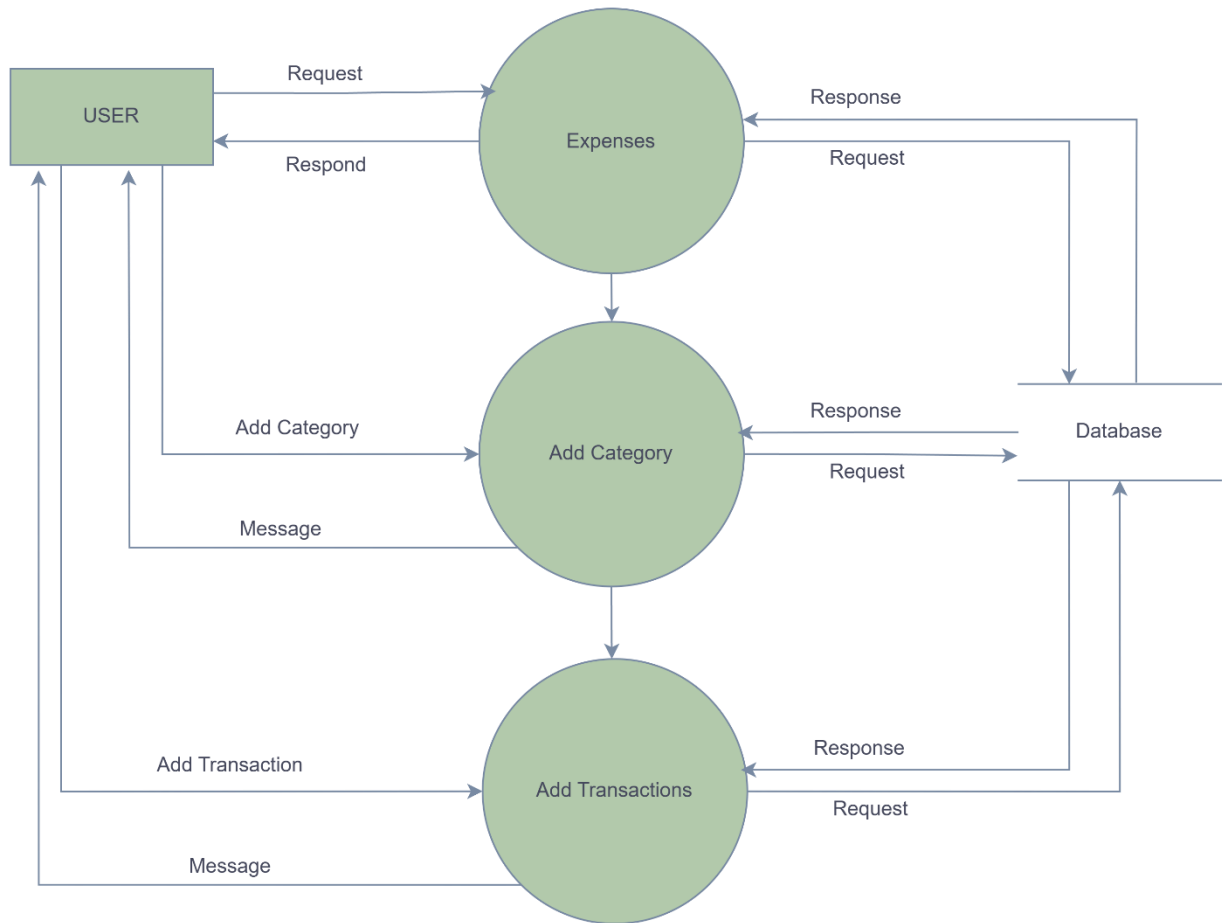 Request
Response
USER
Expenses
Respond
Request
Add Category
Response
Database
Add Category
Request
Message
Response
Add Transaction
Add Transactions
Request
Message